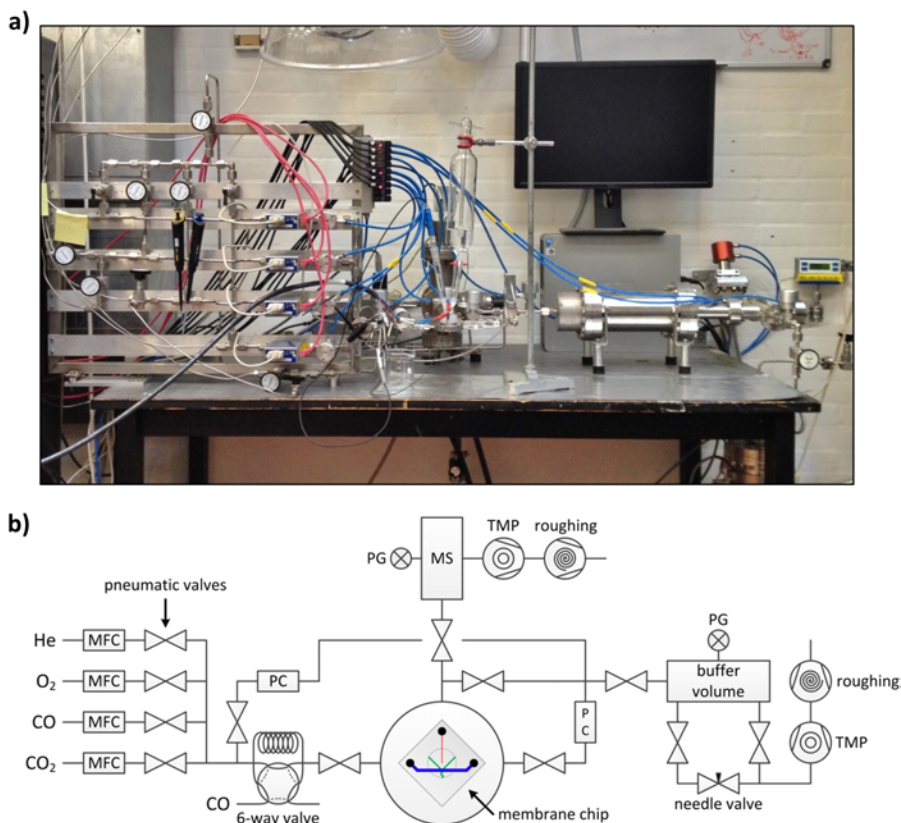 a)
b)
TMP roughing
PG
MS
pneumatic valves
He MFC
PG
buffer
volume
O₂ MFC
PC
roughing
CO MFC
P
C
TMP
CO₂ MFC
CO
6-way valve
membrane chip
needle valve